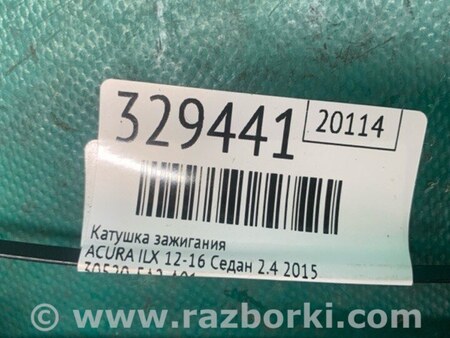 329441
20114
Катушка зажигания
ACURA ILX 12-16 Седан 2.4 2015
www.razborki.com